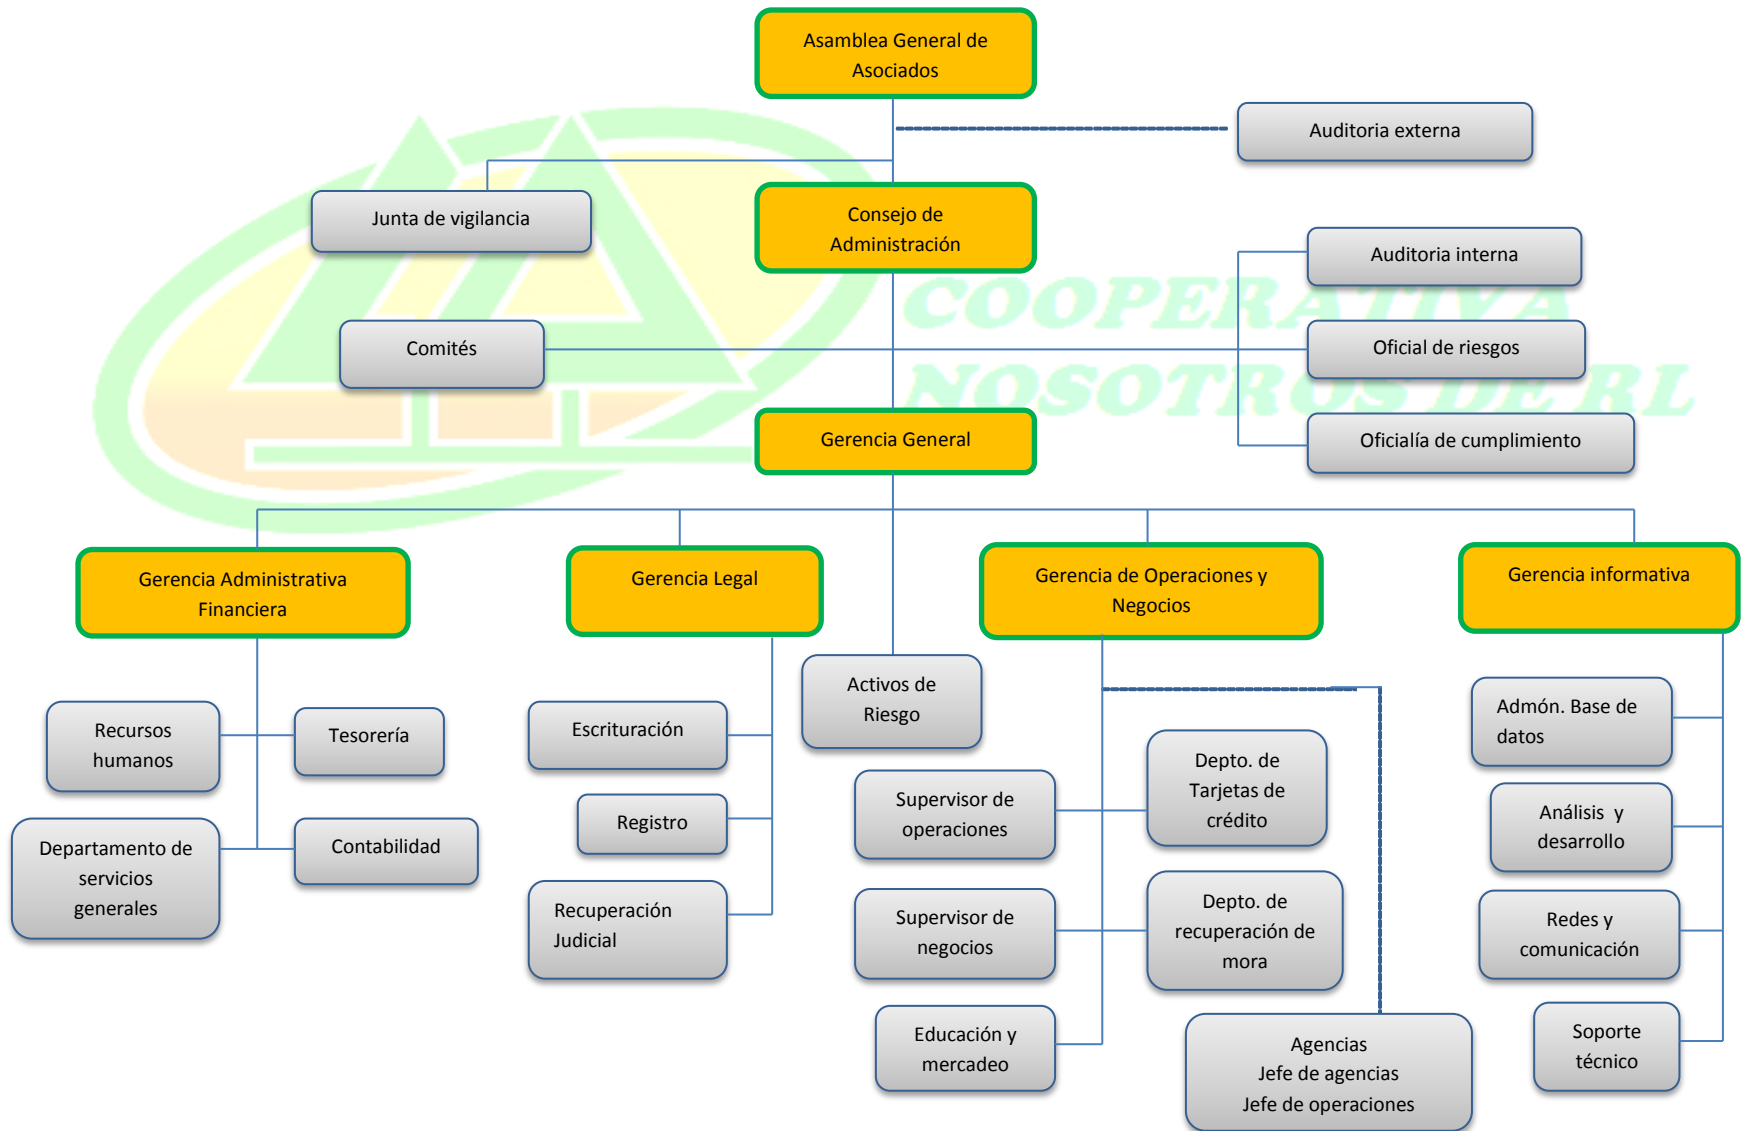 Asamblea General de
Asociados
Auditoria externa
Junta de vigilancia
Consejo de
Administración
Auditoria interna
COOPERATIVA
NOSOTROS DE RL
Comités
Oficial de riesgos
Gerencia General
Oficialía de cumplimiento
Gerencia Administrativa
Financiera
Gerencia Legal
Gerencia de Operaciones y
Negocios
Gerencia informativa
Activos de
Riesgo
Recursos
humanos
Tesorería
Departamento de
servicios
generales
Contabilidad
Escrituración
Registro
Recuperación
Judicial
Supervisor de
operaciones
Depto. de
Tarjetas de
crédito
Supervisor de
negocios
Depto. de
recuperación de
mora
Educación y
mercadeo
Agencias
Jefe de agencias
Jefe de operaciones
Admón. Base de
datos
Análisis y
desarrollo
Redes y
comunicación
Soporte
técnico